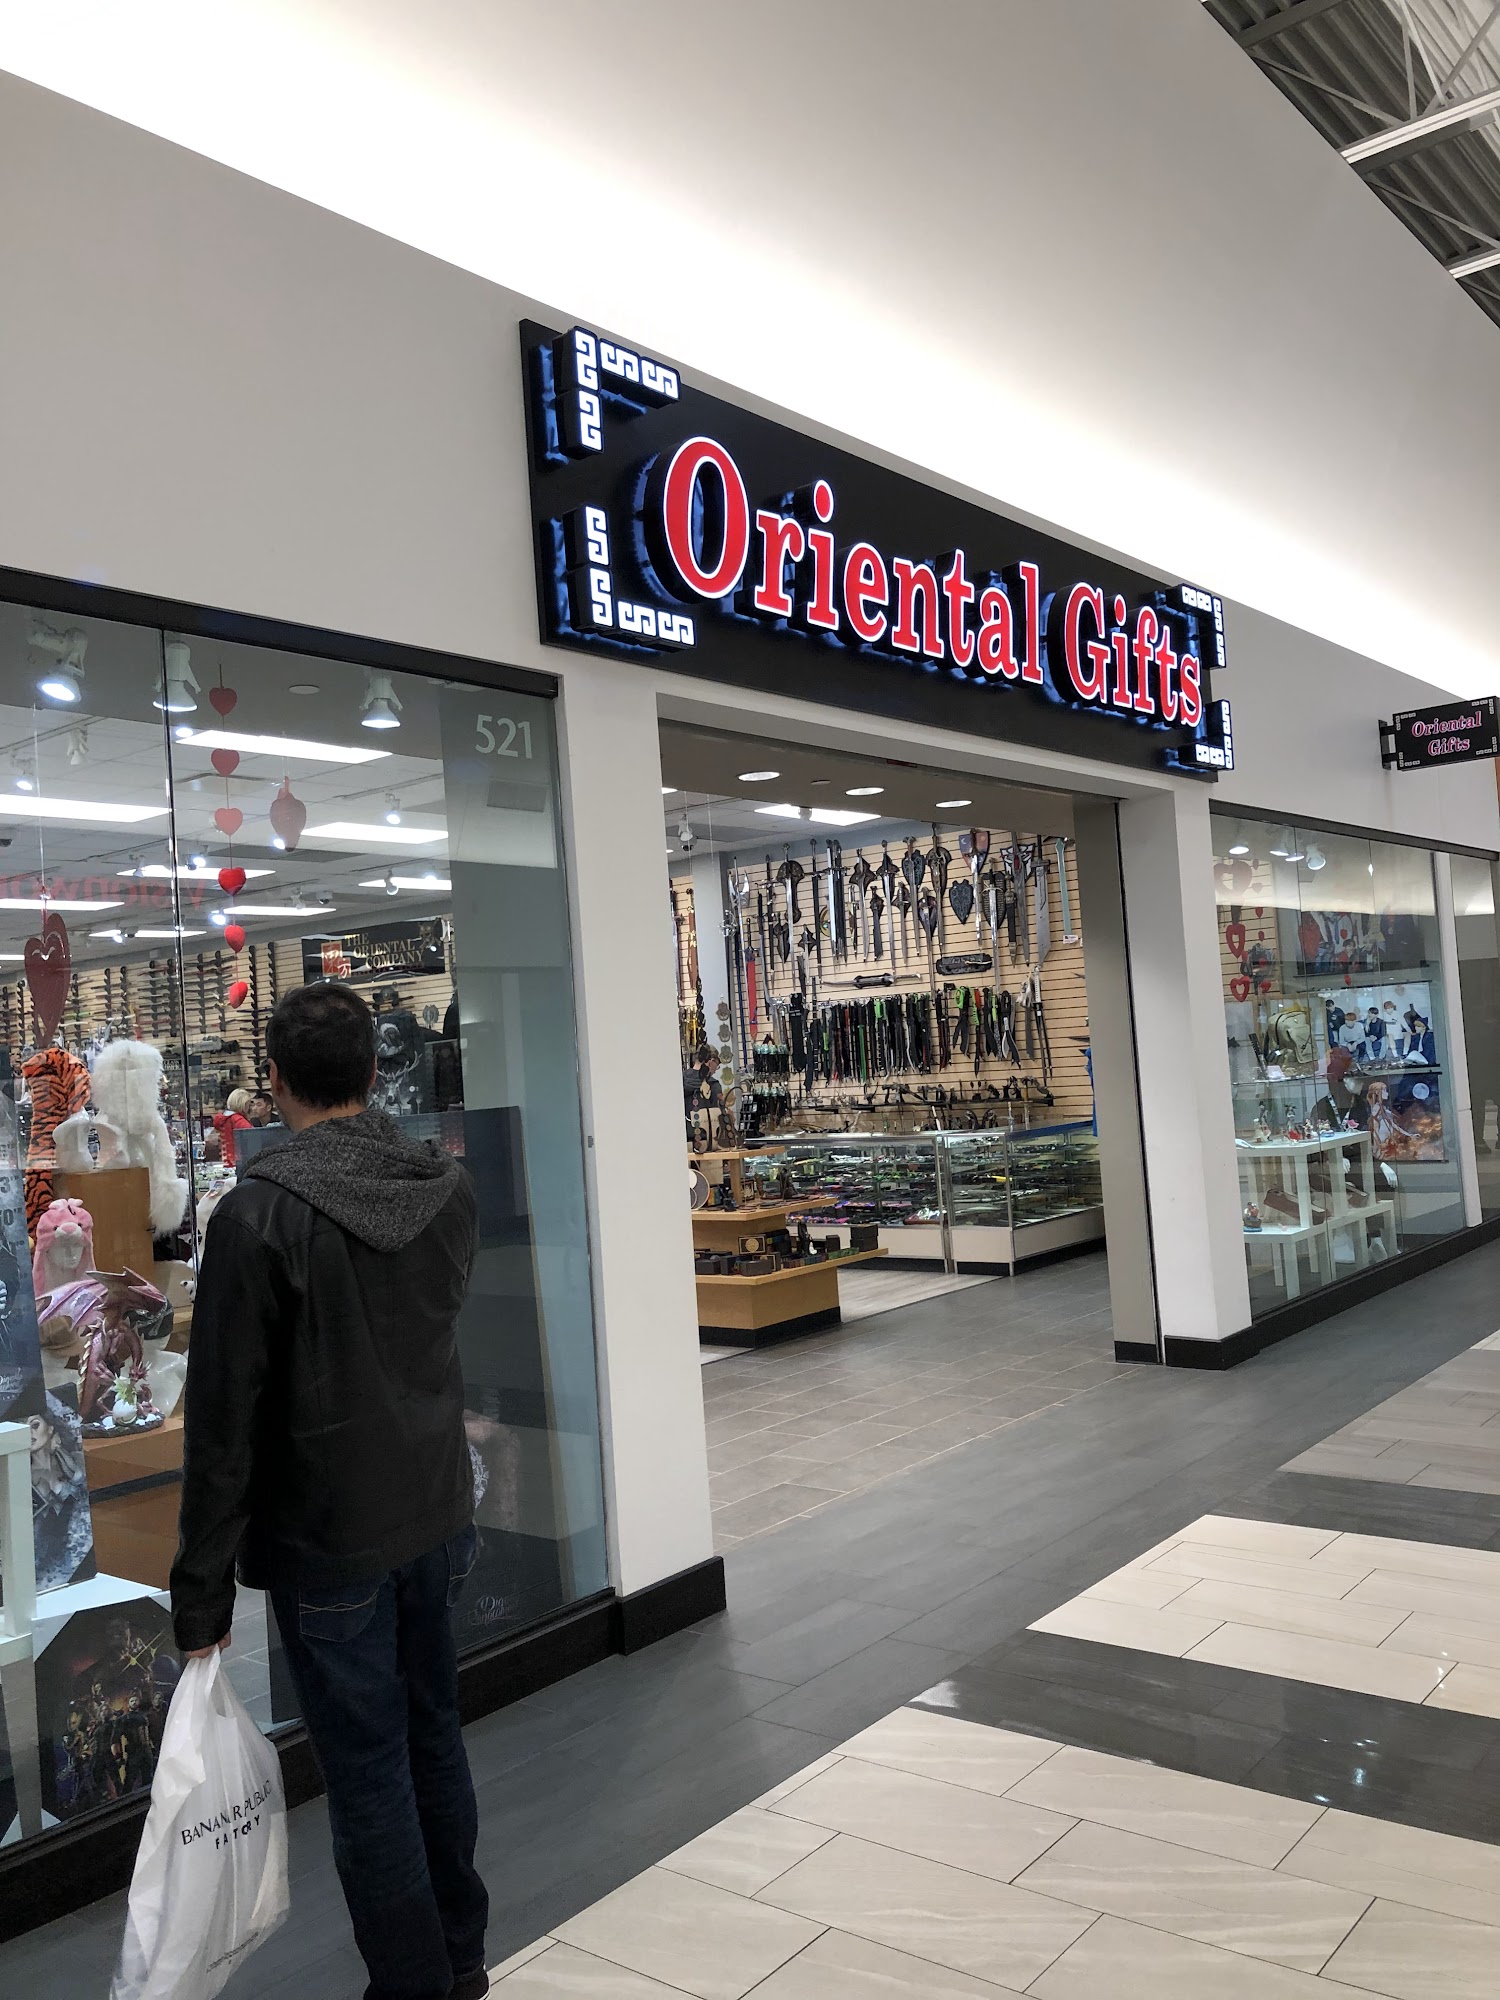 Oriental Gifts
Oriental
Gifts
521
THE
ORIENTAL
COMPANY
BANANA REPUBLIC
FACTORY